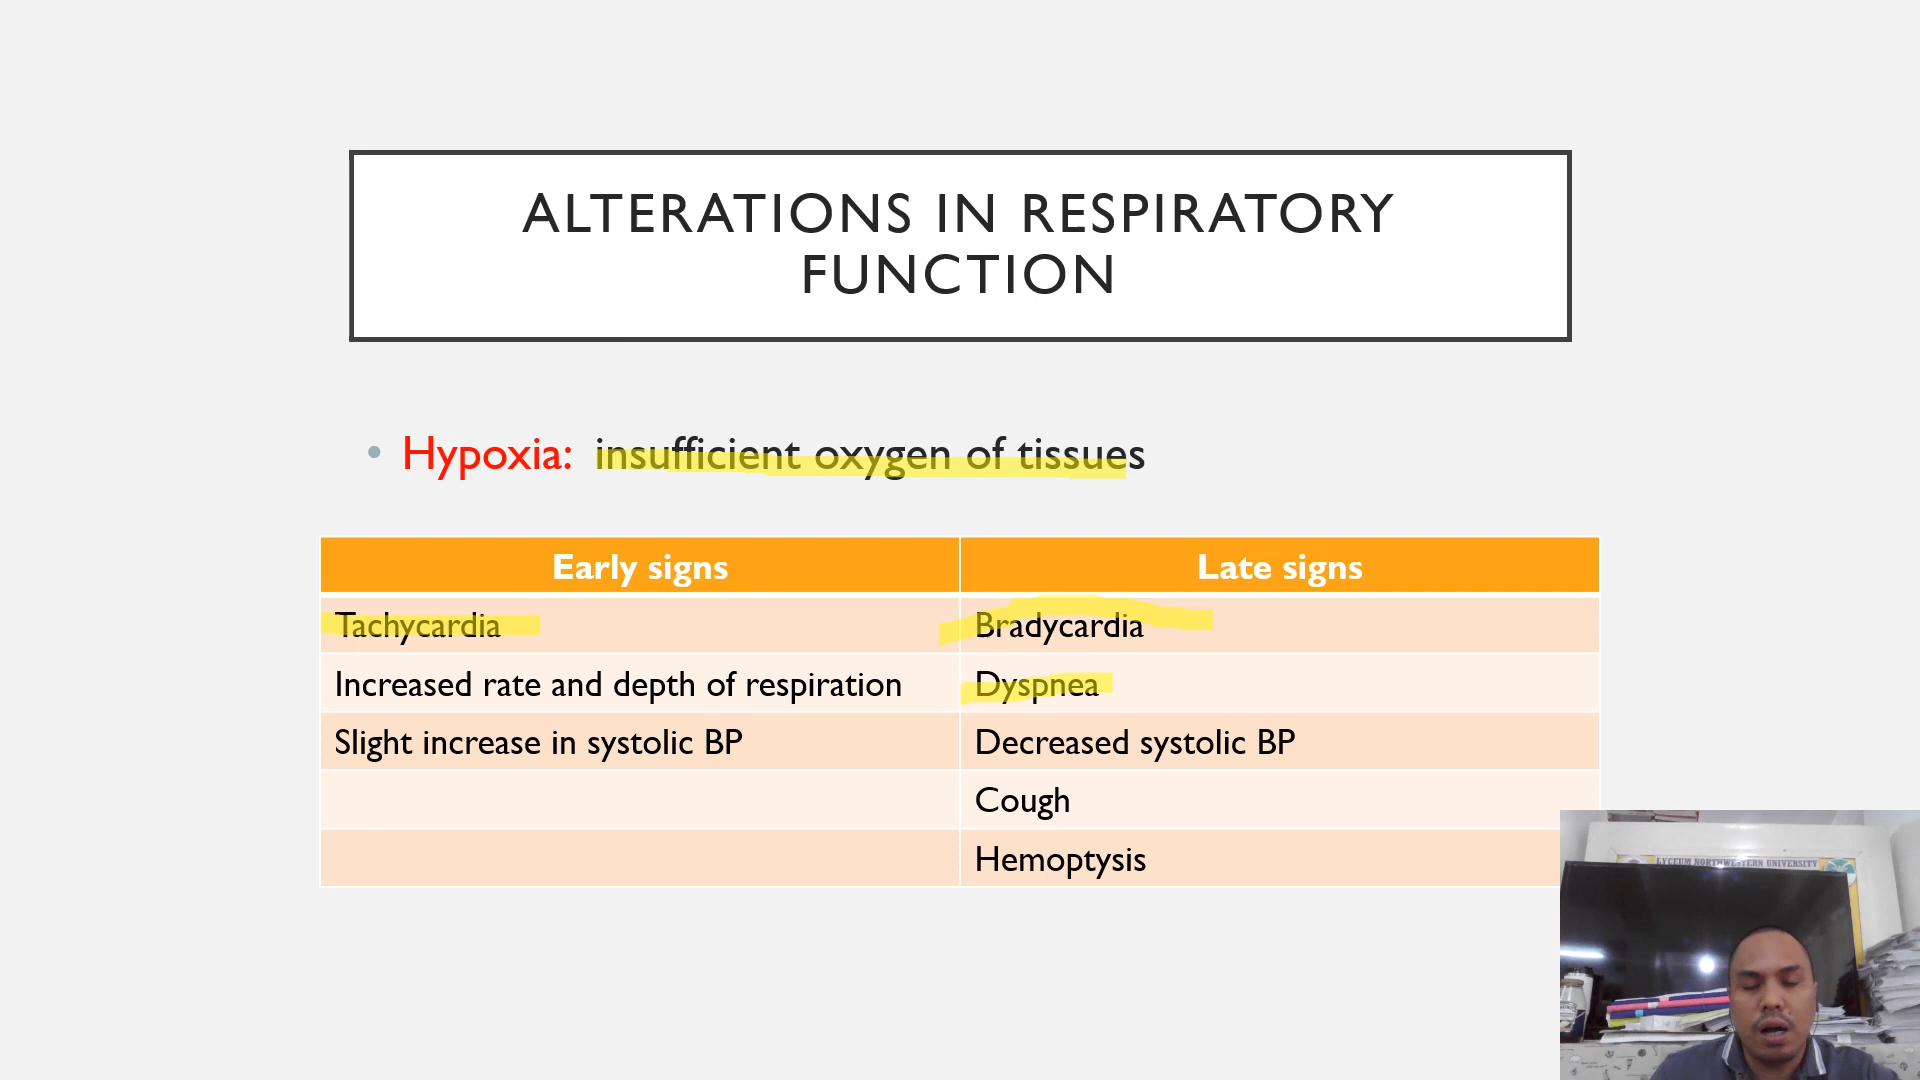 ALTERATIONS IN RESPIRATORY
FUNCTION
• Hypoxia: insufficient oxygen of tissues
Early signs
Late signs
Tachycardia
Bradycardia
Increased rate and depth of respiration
Dyspnea
Slight increase in systolic BP
Decreased systolic BP
Cough
Hemoptysis
LYCEUM NORTHWESTERN UNIVERSITY